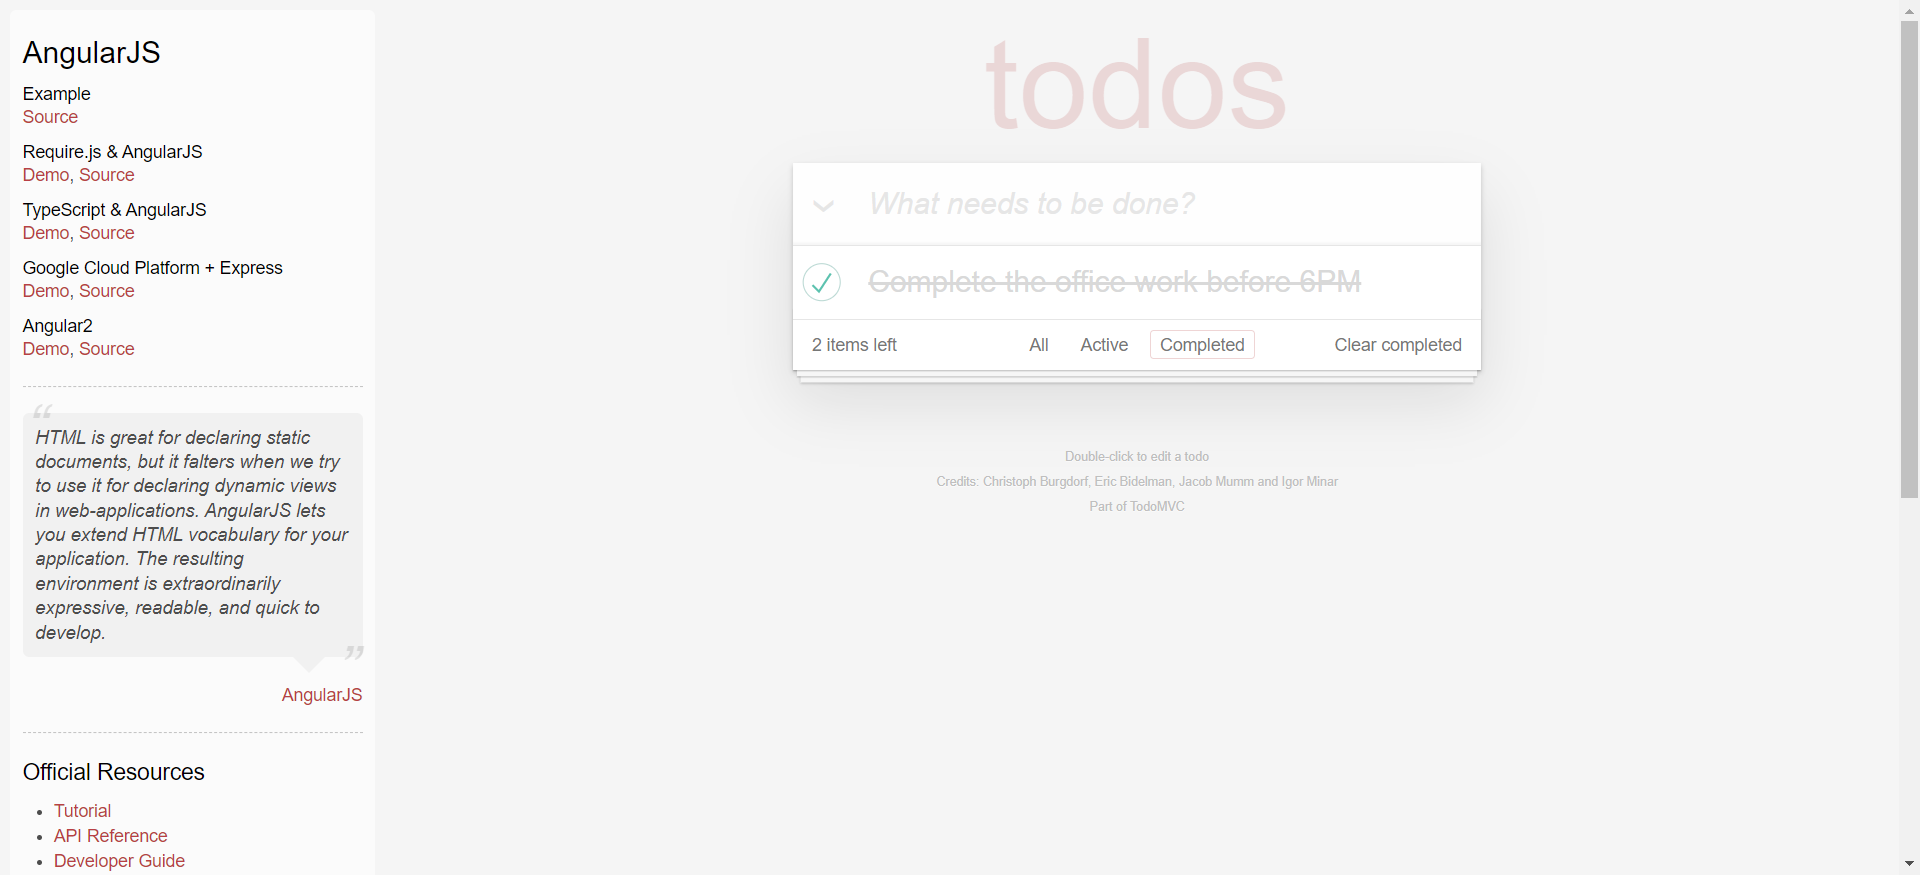 AngularJS
Example
Source
Require.js & AngularJS
Demo, Source
TypeScript & AngularJS
Demo, Source
Google Cloud Platform + Express
Demo, Source
Angular2
Demo, Source
“
HTML is great for declaring static
documents, but it falters when we try
to use it for declaring dynamic views
in web-applications. AngularJS lets
you extend HTML vocabulary for your
application. The resulting
environment is extraordinarily
expressive, readable, and quick to
develop.
”
AngularJS
Official Resources
• Tutorial
• API Reference
• Developer Guide
todos
What needs to be done?
Complete the office work before 6PM
2 items left All Active Completed Clear completed
Double-click to edit a todo
Credits: Christoph Burgdorf, Eric Bidelman, Jacob Mumm and Igor Minar
Part of TodoMVC